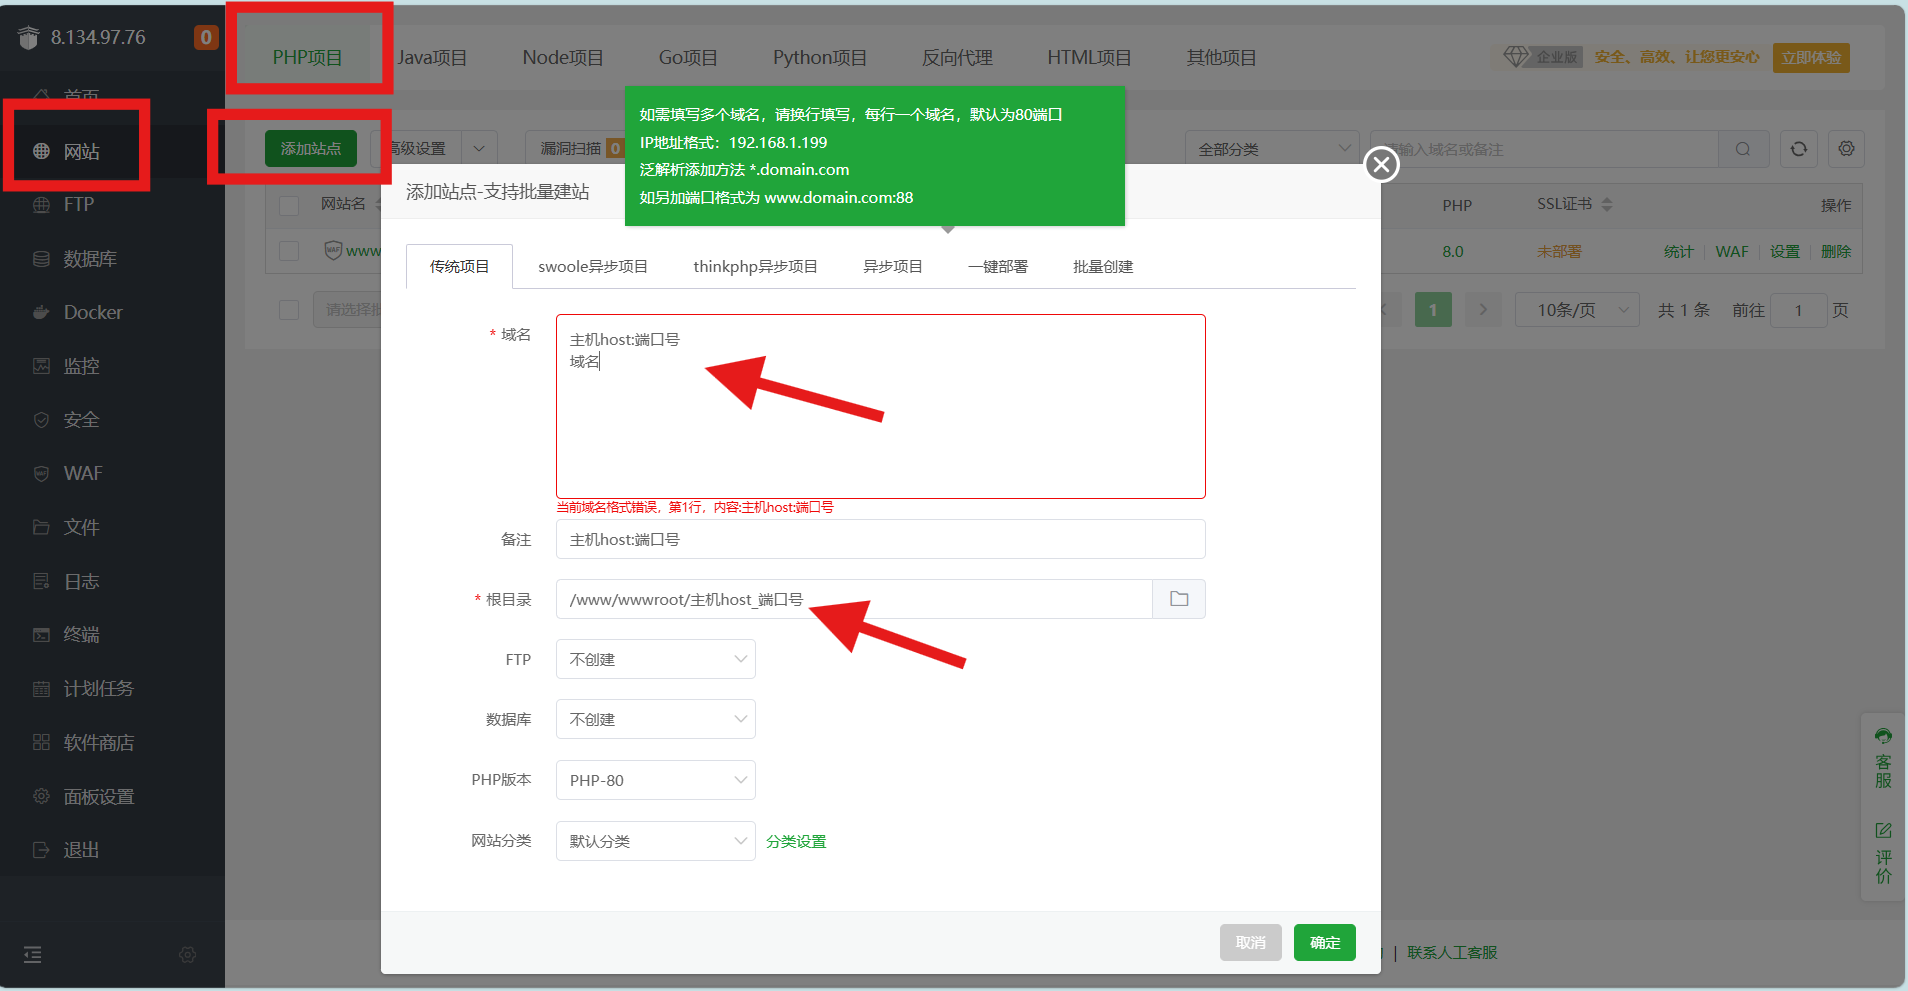 8.134.97.76
0
首页
网站
FTP
数据库
Docker
监控
安全
WAF
文件
日志
终端
计划任务
软件商店
面板设置
退出
PHP项目
Java项目
Node项目
Go项目
Python项目
反向代理
HTML项目
其他项目
企业版
安全、高效、让您更安心
立即体验
添加站点
高级设置
漏洞扫描 0
全部分类
请输入域名或备注
如需填写多个域名，请换行填写，每行一个域名，默认为80端口
IP地址格式：192.168.1.199
泛解析添加方法 *.domain.com
如另加端口格式为 www.domain.com:88
网站名
PHP
SSL证书
操作
WAF
www
8.0
未部署
统计
WAF
设置
删除
请选择批
1
10条/页
共 1 条
前往
1
页
添加站点-支持批量建站
传统项目
swoole异步项目
thinkphp异步项目
异步项目
一键部署
批量创建
* 域名
主机host:端口号
域名
当前域名格式错误，第1行，内容:主机host:端口号
备注
主机host:端口号
* 根目录
/www/wwwroot/主机host_端口号
FTP
不创建
数据库
不创建
PHP版本
PHP-80
网站分类
默认分类
分类设置
取消
确定
客服
评价
| 联系人工客服